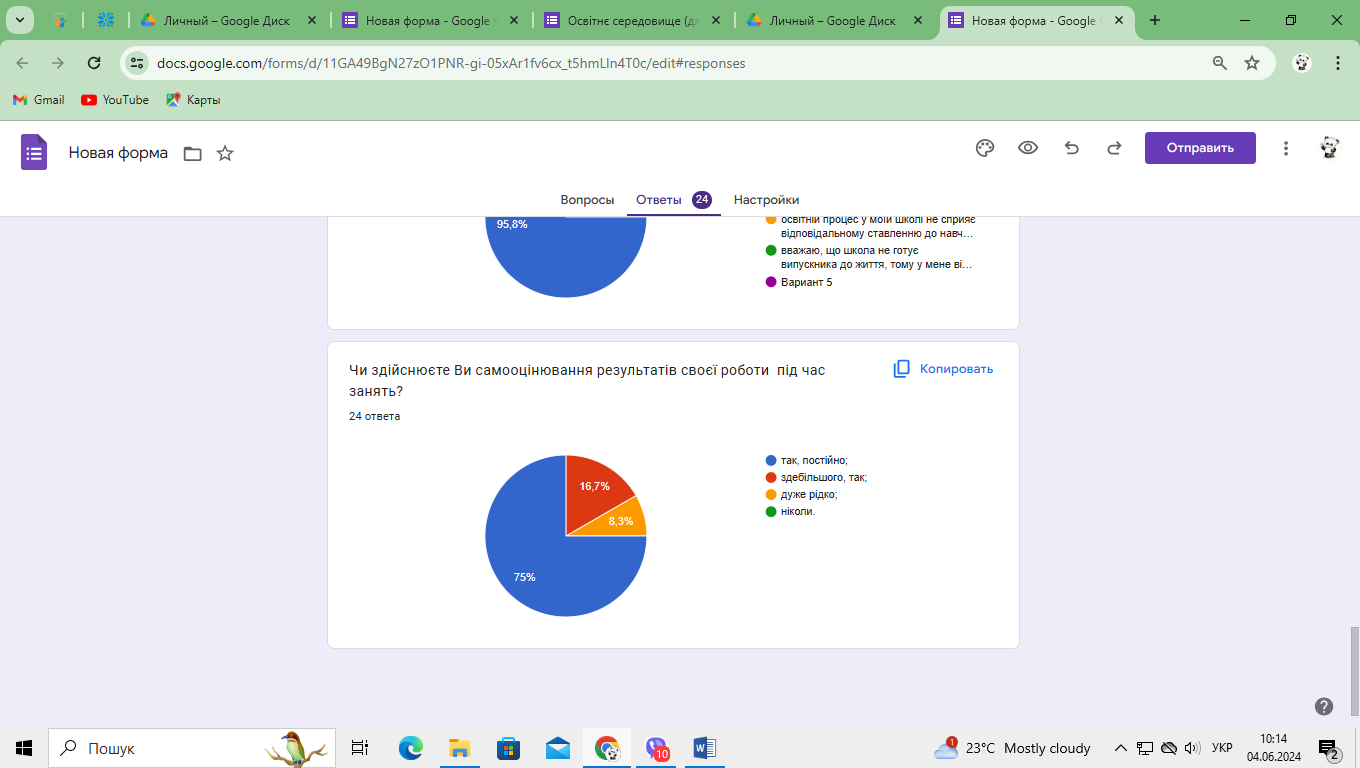 Личный – Google Диск
Новая форма - Google
Освітнє середовище (д
Личный – Google Диск
Новая форма - Google
docs.google.com/forms/d/11GA49BgN27zO1PNR-gi-05xAr1fv6cx_t5hmLln4T0c/edit#responses
Gmail
YouTube
Карты
Новая форма
Отправить
Вопросы
Ответы 24
Настройки
95,8%
освітній процес у моїй школі не сприяє
відповідальному ставленню до навч…
вважаю, що школа не готує
випускника до життя, тому у мене ві…
Вариант 5
Чи здійснюєте Ви самооцінювання результатів своєї роботи під час
занять?
Копировать
24 ответа
16,7%
8,3%
75%
так, постійно;
здебільшого, так;
дуже рідко;
ніколи.
Пошук
10
1
23°C Mostly cloudy
УКР
10:14
04.06.2024
2